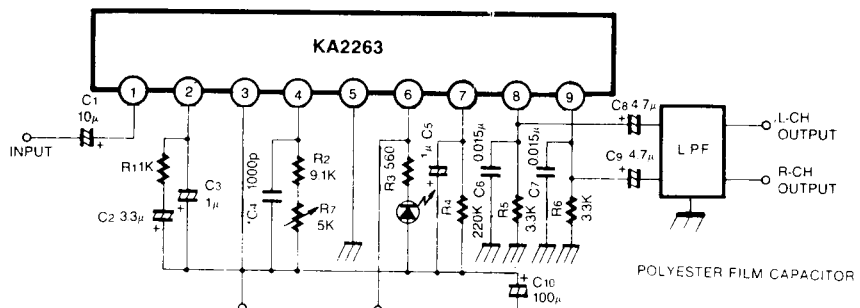 KA2263
1 2 3 4 5 6 7 8 9
C1
10μ
+
INPUT
R1 1K
C2 3.3μ
+
C3
1μ
+
1000p
*C4
R2
9.1K
R7
5K
R3 560
1μ C5
+
R4
220K
0.015μ
C6
R5
3.3K
0.015μ
C7
R6
3.3K
C8 4.7μ
+
C9 4.7μ
+
LPF
L-CH
OUTPUT
R-CH
OUTPUT
C10
100μ
+
POLYESTER FILM CAPACITOR